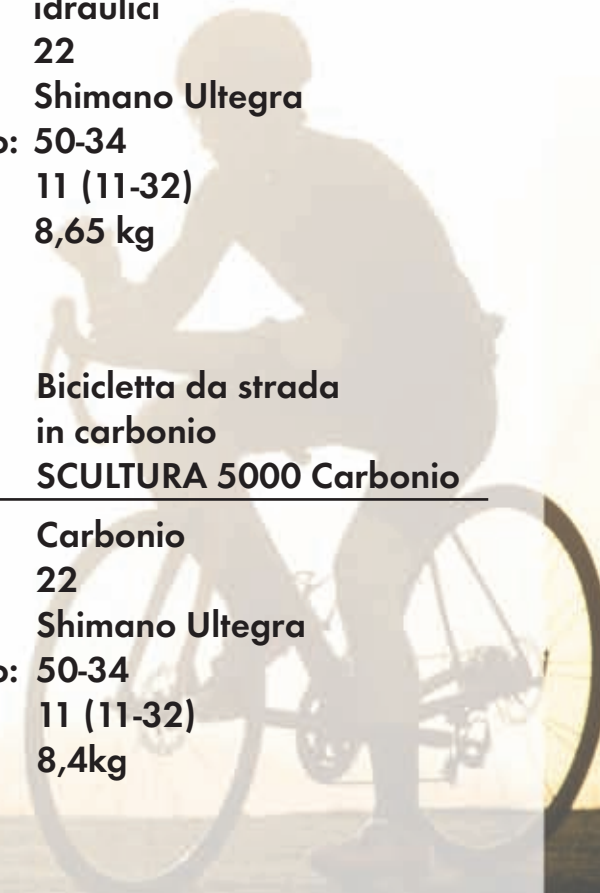 idraulici
22
Shimano Ultegra
o: 50-34
11 (11-32)
8,65 kg
Bicicletta da strada
in carbonio
SCULTURA 5000 Carbonio
Carbonio
22
Shimano Ultegra
o: 50-34
11 (11-32)
8,4kg